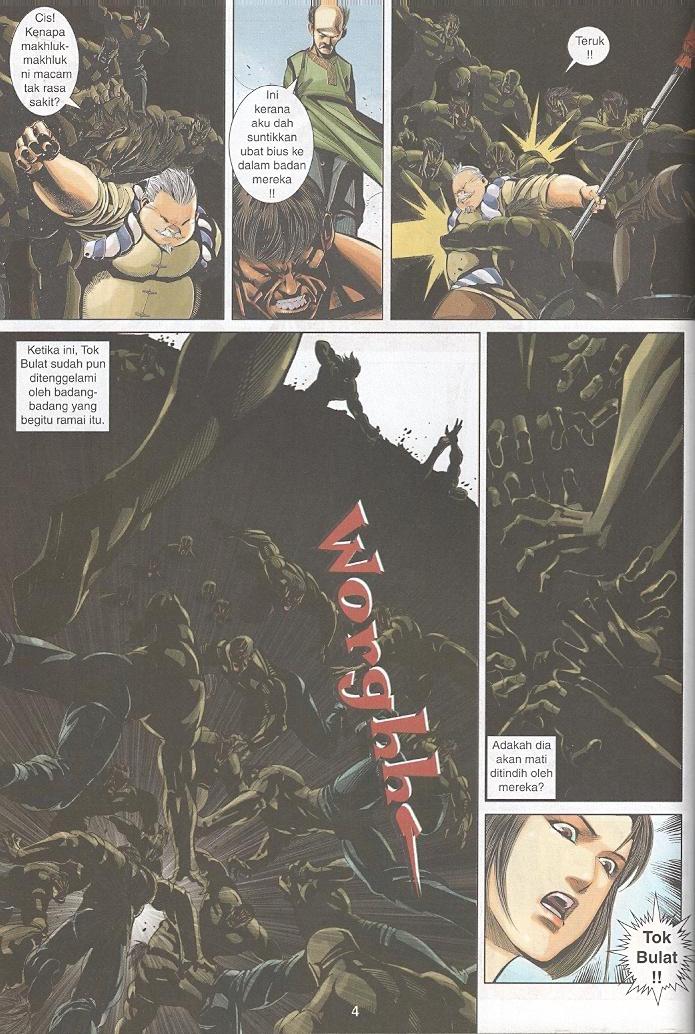 Cis!
Kenapa
makhluk-
makhluk
ni macam
tak rasa
sakit?
Ini
kerana
aku dah
suntikkan
ubat bius ke
dalam badan
mereka
!!
Teruk
!!
Ketika ini, Tok
Bulat sudah pun
ditenggelami
oleh badang-
badang yang
begitu ramai itu.
Worghhs
Adakah dia
akan mati
ditindih oleh
mereka?
Tok
Bulat
!!
4